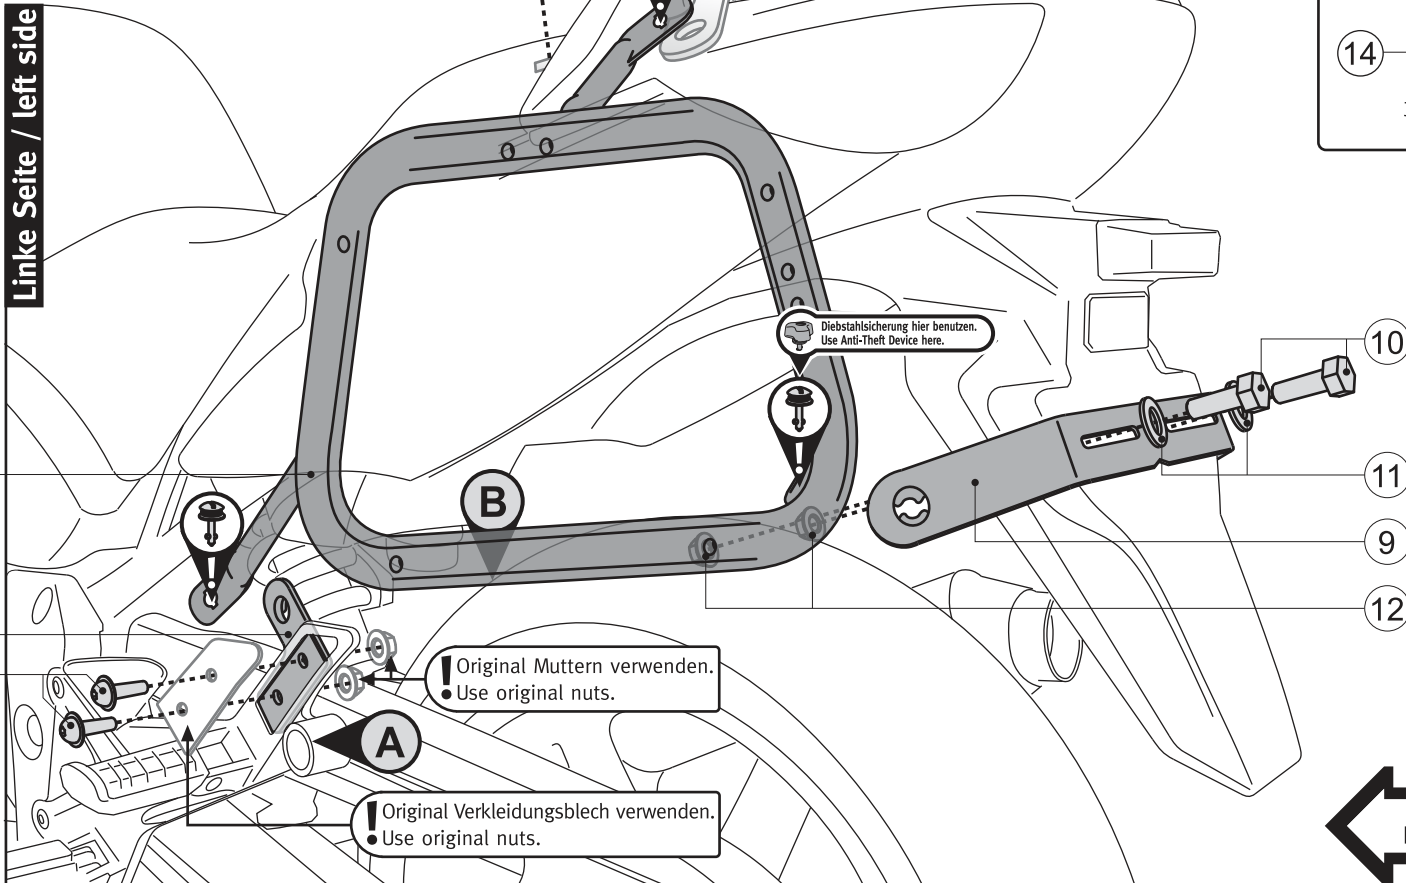 Linke Seite / left side
14
Diebstahlsicherung hier benutzen.
Use Anti-Theft Device here.
10
11
9
12
B
! Original Muttern verwenden.
Use original nuts.
A
! Original Verkleidungsblech verwenden.
Use original nuts.